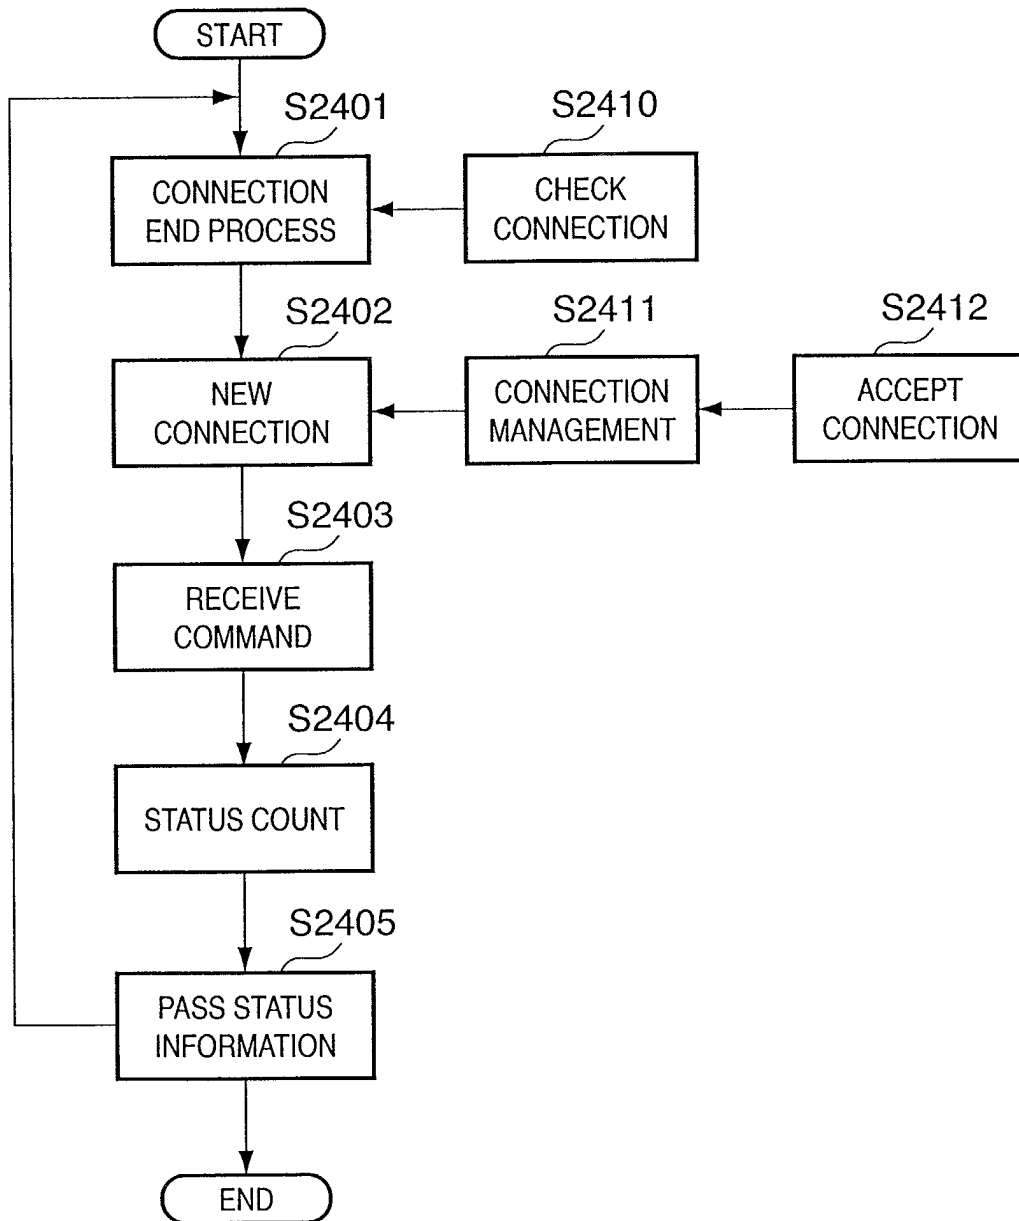 START
S2401
CONNECTION
END PROCESS
S2410
CHECK
CONNECTION
S2402
NEW
CONNECTION
S2411
CONNECTION
MANAGEMENT
S2412
ACCEPT
CONNECTION
S2403
RECEIVE
COMMAND
S2404
STATUS COUNT
S2405
PASS STATUS
INFORMATION
END